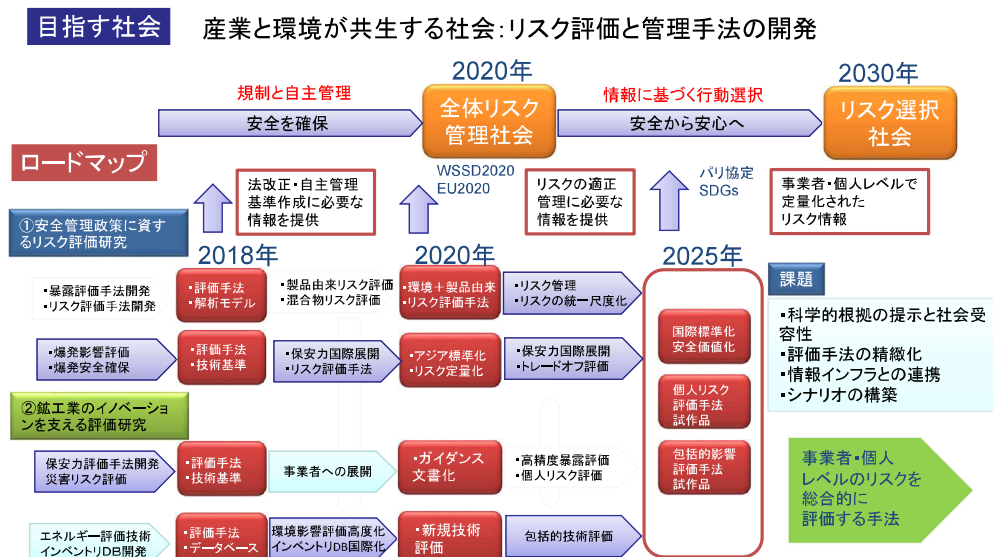 目指す社会
産業と環境が共生する社会:リスク評価と管理手法の開発
2020年
2030年
規制と自主管理
安全を確保
全体リスク
管理社会
情報に基づく行動選択
安全から安心へ
リスク選択
社会
ロードマップ
法改正・自主管理
基準作成に必要な
情報を提供
WSSD2020
EU2020
リスクの適正
管理に必要な
情報を提供
パリ協定
SDGs
事業者・個人レベルで
定量化された
リスク情報
①安全管理政策に資す
るリスク評価研究
2018年
2020年
2025年
・暴露評価手法開発
・リスク評価手法開発
・評価手法
・解析モデル
・製品由来リスク評価
・混合物リスク評価
・環境+製品由来
・リスク評価手法
・リスク管理
・リスクの統一尺度化
・爆発影響評価
・爆発安全確保
・評価手法
・技術基準
・保安力国際展開
・リスク評価手法
・アジア標準化
・リスク定量化
・保安力国際展開
・トレードオフ評価
国際標準化
安全価値化
個人リスク
評価手法
試作品
包括的影響
評価手法
試作品
課題
・科学的根拠の提示と社会受
容性
・評価手法の精緻化
・情報インフラとの連携
・シナリオの構築
②鉱工業のイノベーショ
ンを支える評価研究
保安力評価手法開発
災害リスク評価
・評価手法
・技術基準
事業者への展開
・ガイダンス
文書化
・高精度暴露評価
・個人リスク評価
エネルギー評価技術
インベントリDB開発
・評価手法
・データベース
環境影響評価高度化
インベントリDB国際化
・新規技術
評価
包括的技術評価
事業者・個人
レベルのリスクを
総合的に
評価する手法